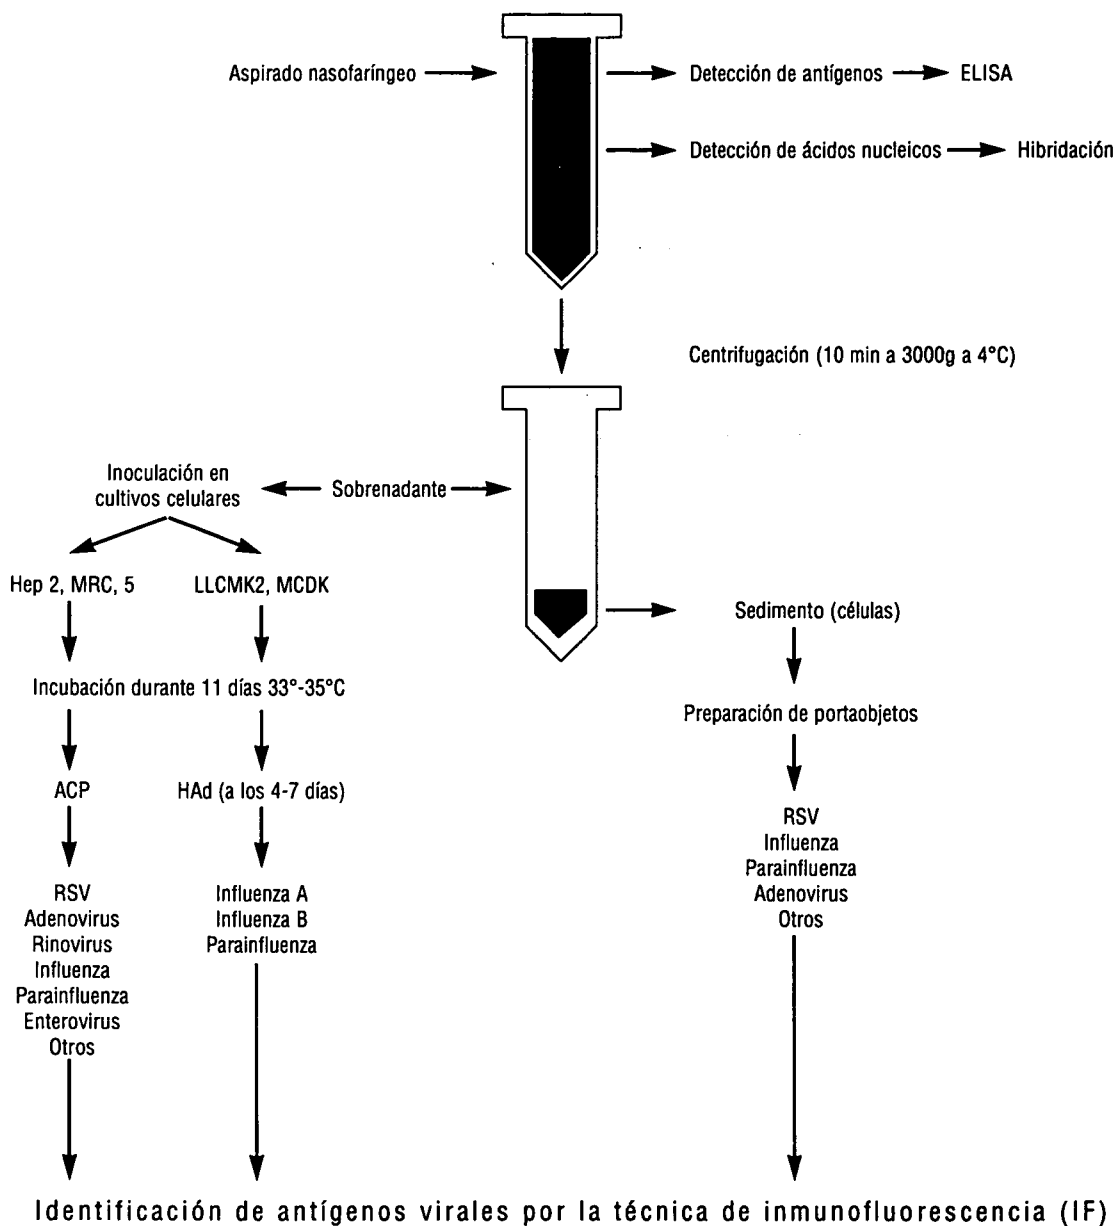 Aspirado nasofaríngeo
Detección de antígenos
ELISA
Detección de ácidos nucleicos
Hibridación
Centrifugación (10 min a 3000g a 4°C)
Inoculación en
cultivos celulares
Sobrenadante
Hep 2, MRC, 5
LLCMK2, MCDK
Sedimento (células)
Incubación durante 11 días 33°-35°C
Preparación de portaobjetos
ACP
HAd (a los 4-7 días)
RSV
Adenovirus
Rinovirus
Influenza
Parainfluenza
Enterovirus
Otros
Influenza A
Influenza B
Parainfluenza
RSV
Influenza
Parainfluenza
Adenovirus
Otros
Identificación de antígenos virales por la técnica de inmunofluorescencia (IF)